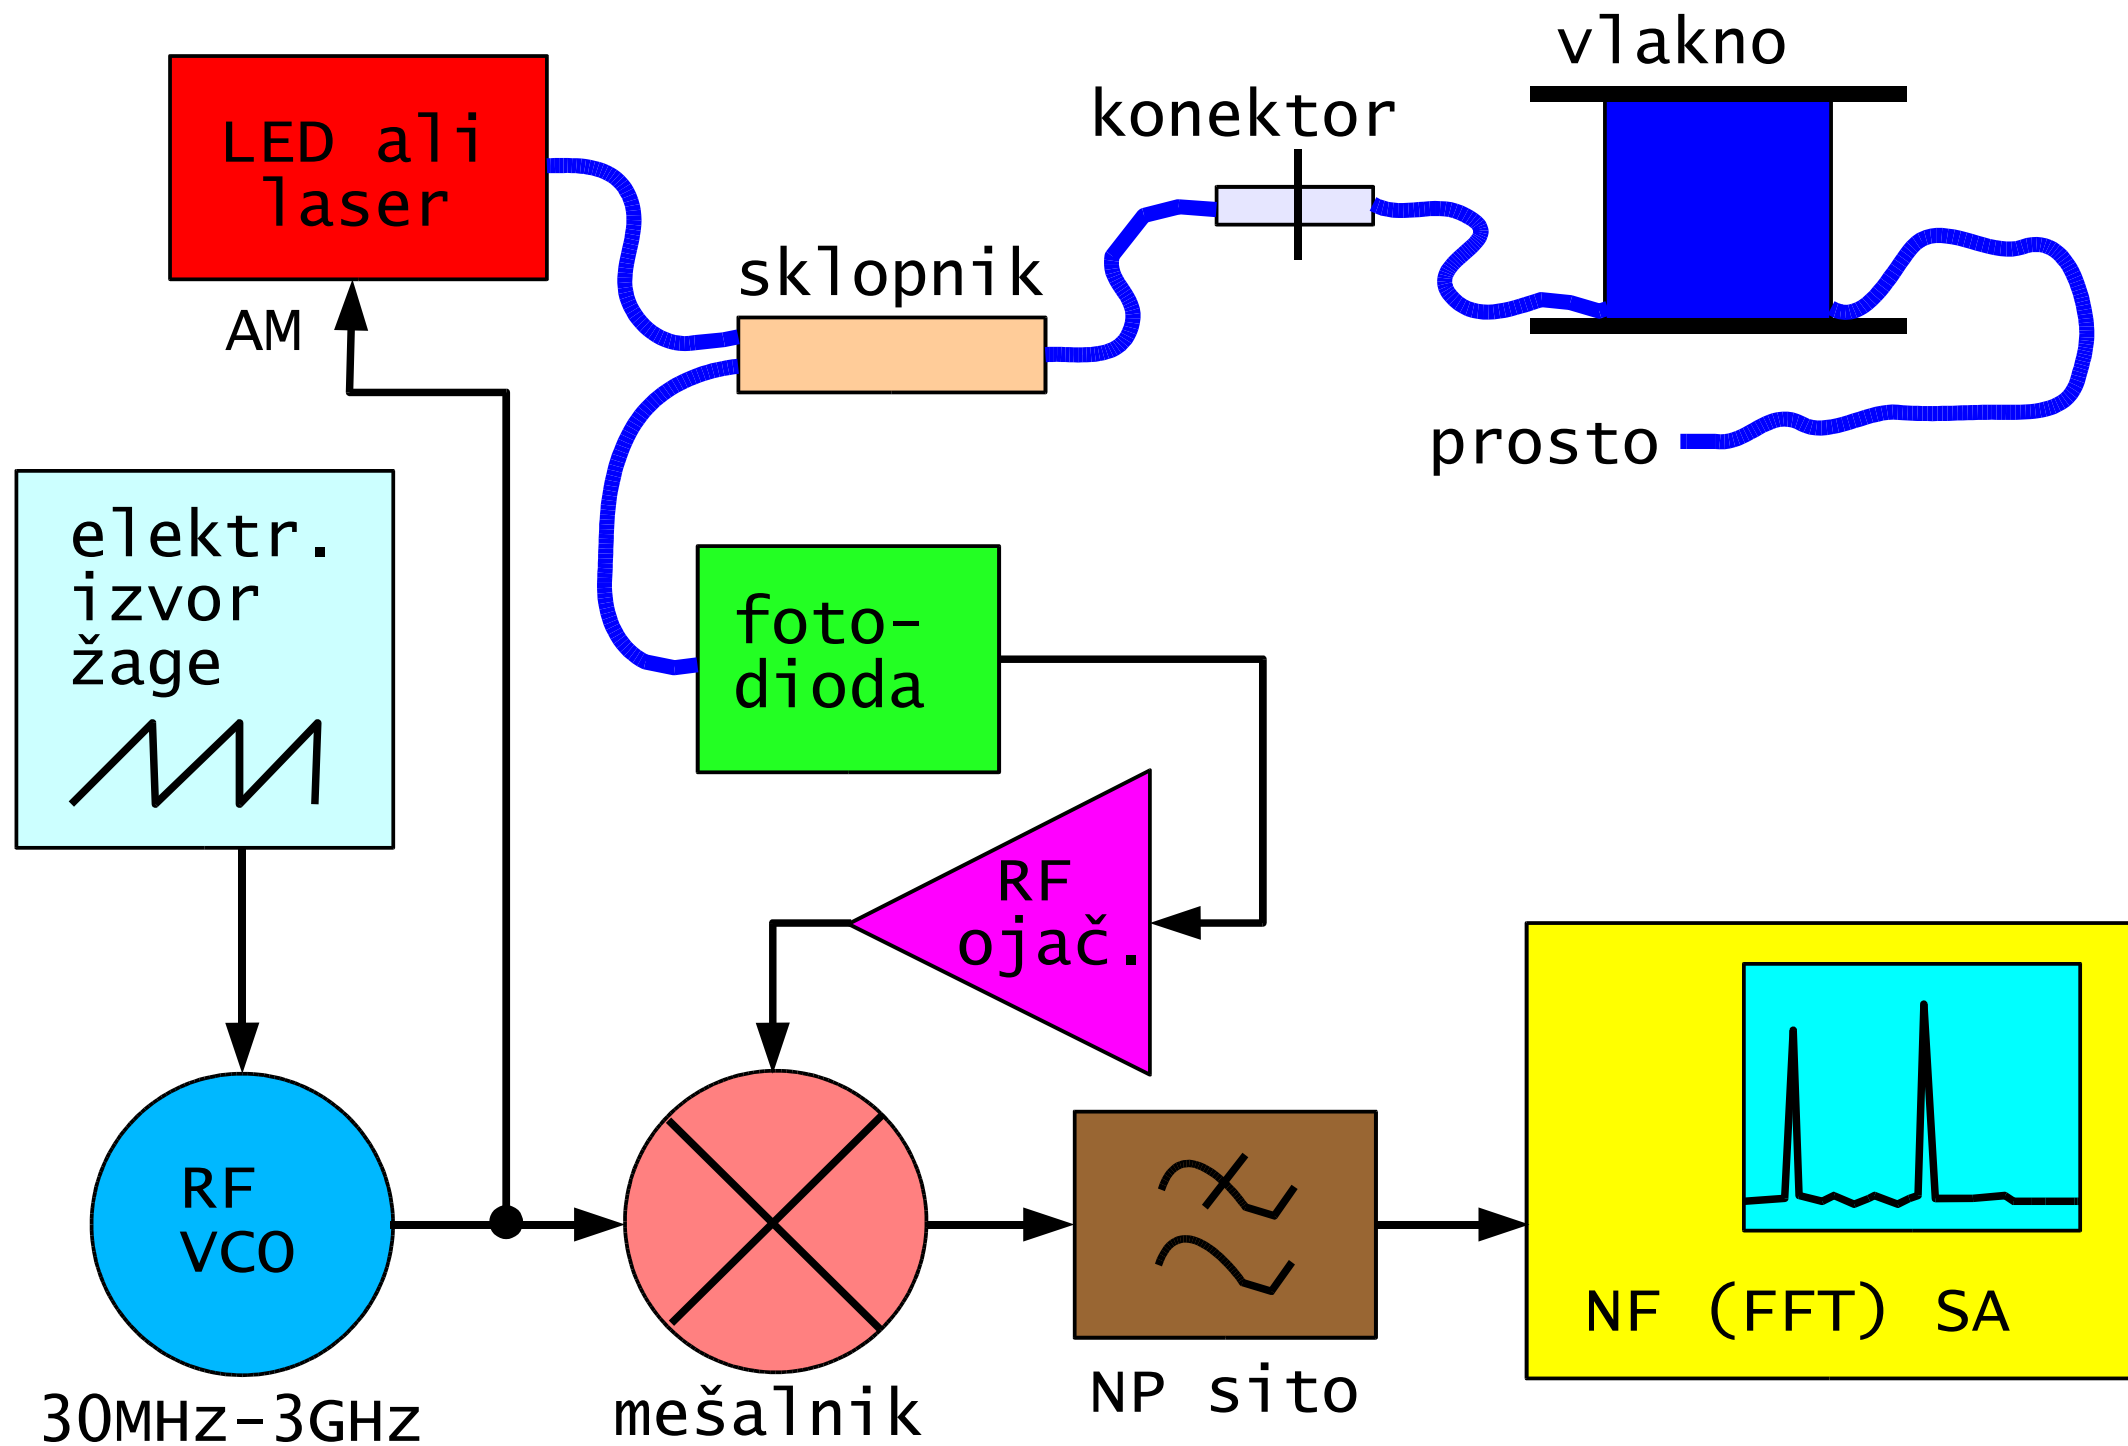 vlakno
konektor
LED ali
laser
sklopnik
AM
prosto
elektr.
izvor
žage
foto-
dioda
RF
ojač.
RF
VCO
NF (FFT) SA
30MHz-3GHz
mešalnik
NP sito